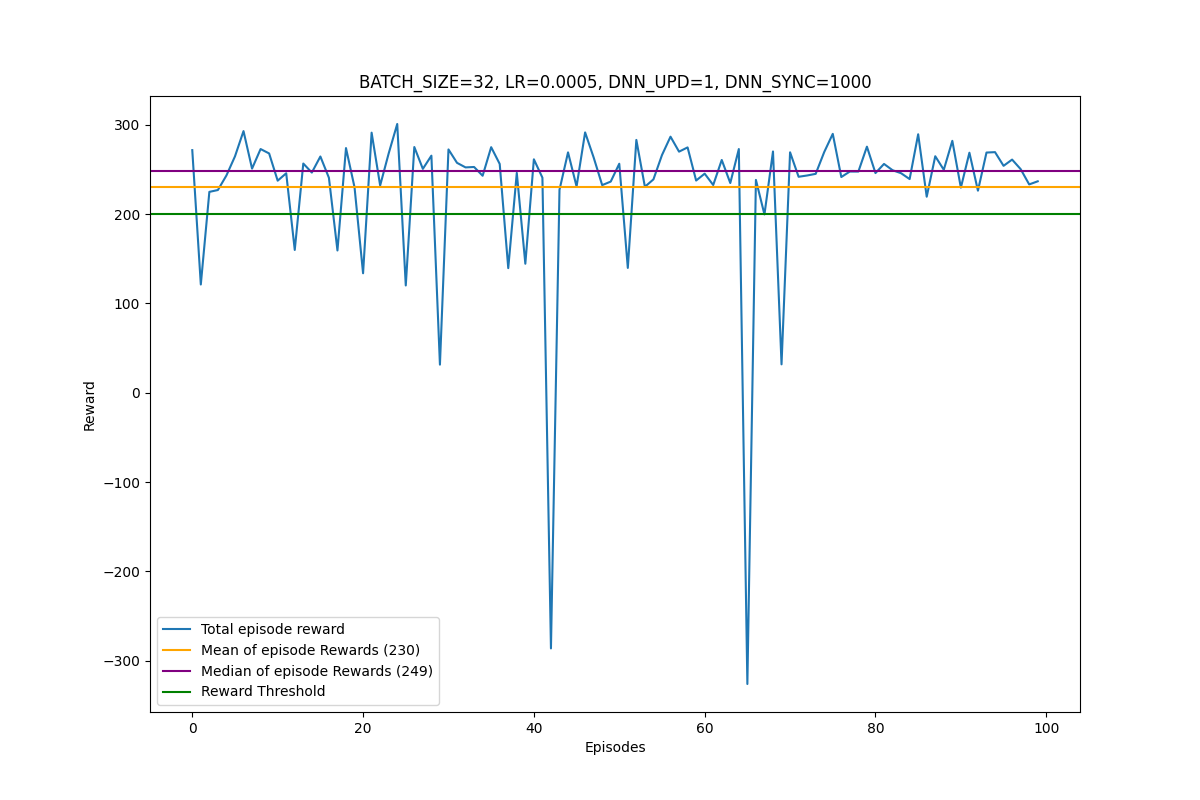 BATCH_SIZE=32, LR=0.0005, DNN_UPD=1, DNN_SYNC=1000
300
200
100
0
−100
−200
−300
Reward
Total episode reward
Mean of episode Rewards (230)
Median of episode Rewards (249)
Reward Threshold
0 20 40 60 80 100
Episodes